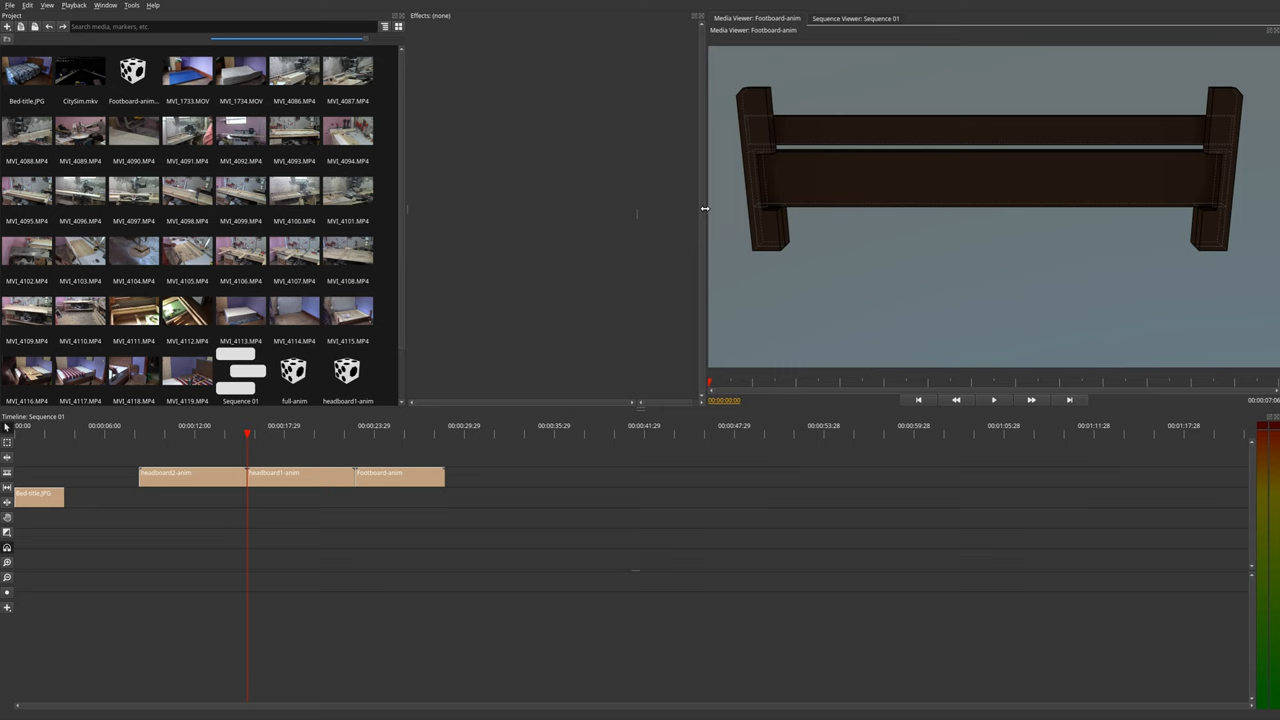 File Edit View Playback Window Tools Help
Project
Effects: (none)
Media Viewer: Footboard-anim Sequence Viewer: Sequence 01
Search media, markers, etc.
Media Viewer: Footboard-anim
Bed-title.JPG CitySim.mkv Footboard-anim... MVI_1733.MOV MVI_1734.MOV MVI_4086.MP4 MVI_4087.MP4
MVI_4088.MP4 MVI_4089.MP4 MVI_4090.MP4 MVI_4091.MP4 MVI_4092.MP4 MVI_4093.MP4 MVI_4094.MP4
MVI_4095.MP4 MVI_4096.MP4 MVI_4097.MP4 MVI_4098.MP4 MVI_4099.MP4 MVI_4100.MP4 MVI_4101.MP4
MVI_4102.MP4 MVI_4103.MP4 MVI_4104.MP4 MVI_4105.MP4 MVI_4106.MP4 MVI_4107.MP4 MVI_4108.MP4
MVI_4109.MP4 MVI_4110.MP4 MVI_4111.MP4 MVI_4112.MP4 MVI_4113.MP4 MVI_4114.MP4 MVI_4115.MP4
MVI_4116.MP4 MVI_4117.MP4 MVI_4118.MP4 MVI_4119.MP4 Sequence 01 full-anim headboard1-anim
00:00:00:00 00:00:07:06
Timeline: Sequence 01
00:00 00:00:06:00 00:00:12:00 00:00:17:29 00:00:23:29 00:00:29:29 00:00:35:29 00:00:41:29 00:00:47:29 00:00:53:28 00:00:59:28 00:01:05:28 00:01:11:28 00:01:17:28
headboard2-anim headboard1-anim Footboard-anim
Bed-title.JPG